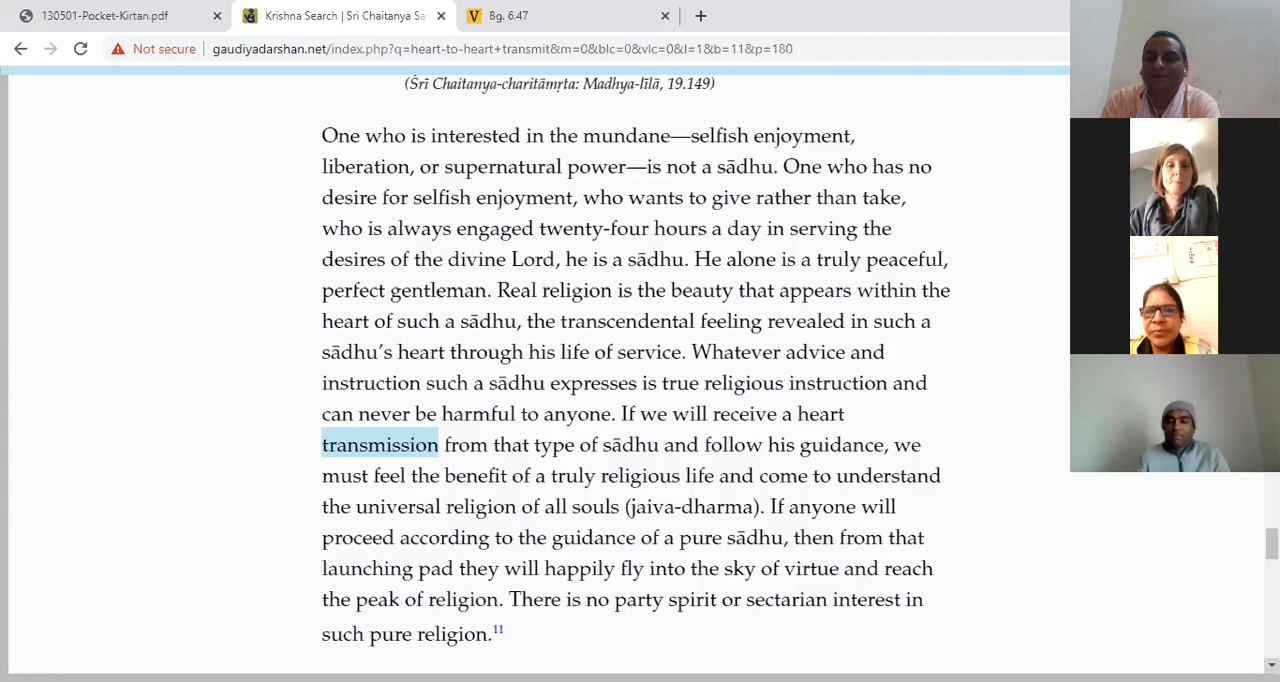 130501-Pocket-Kirtan.pdf
Krishna Search | Sri Chaitanya Sa
Bg. 6.47
Not secure
gaudiyadarshan.net/index.php?q=heart-to-heart+transmit&m=0&blc=0&vlc=0&l=1&b=11&p=180
(Śrī Chaitanya-charitāmṛta: Madhya-līlā, 19.149)
One who is interested in the mundane—selfish enjoyment,
liberation, or supernatural power—is not a sādhu. One who has no
desire for selfish enjoyment, who wants to give rather than take,
who is always engaged twenty-four hours a day in serving the
desires of the divine Lord, he is a sādhu. He alone is a truly peaceful,
perfect gentleman. Real religion is the beauty that appears within the
heart of such a sādhu, the transcendental feeling revealed in such a
sādhu’s heart through his life of service. Whatever advice and
instruction such a sādhu expresses is true religious instruction and
can never be harmful to anyone. If we will receive a heart
transmission from that type of sādhu and follow his guidance, we
must feel the benefit of a truly religious life and come to understand
the universal religion of all souls (jaiva-dharma). If anyone will
proceed according to the guidance of a pure sādhu, then from that
launching pad they will happily fly into the sky of virtue and reach
the peak of religion. There is no party spirit or sectarian interest in
such pure religion.11